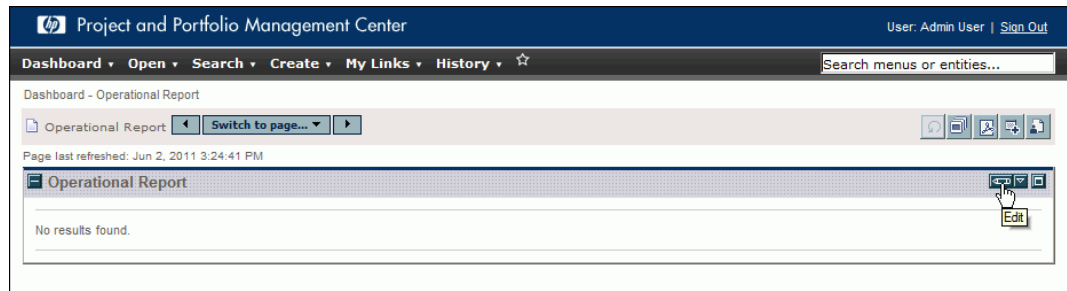 hp Project and Portfolio Management Center User: Admin User | Sign Out
Dashboard Open Search Create My Links History Search menus or entities...
Dashboard - Operational Report
Operational Report Switch to page...
Page last refreshed: Jun 2, 2011 3:24:41 PM
Operational Report
Edit
No results found.